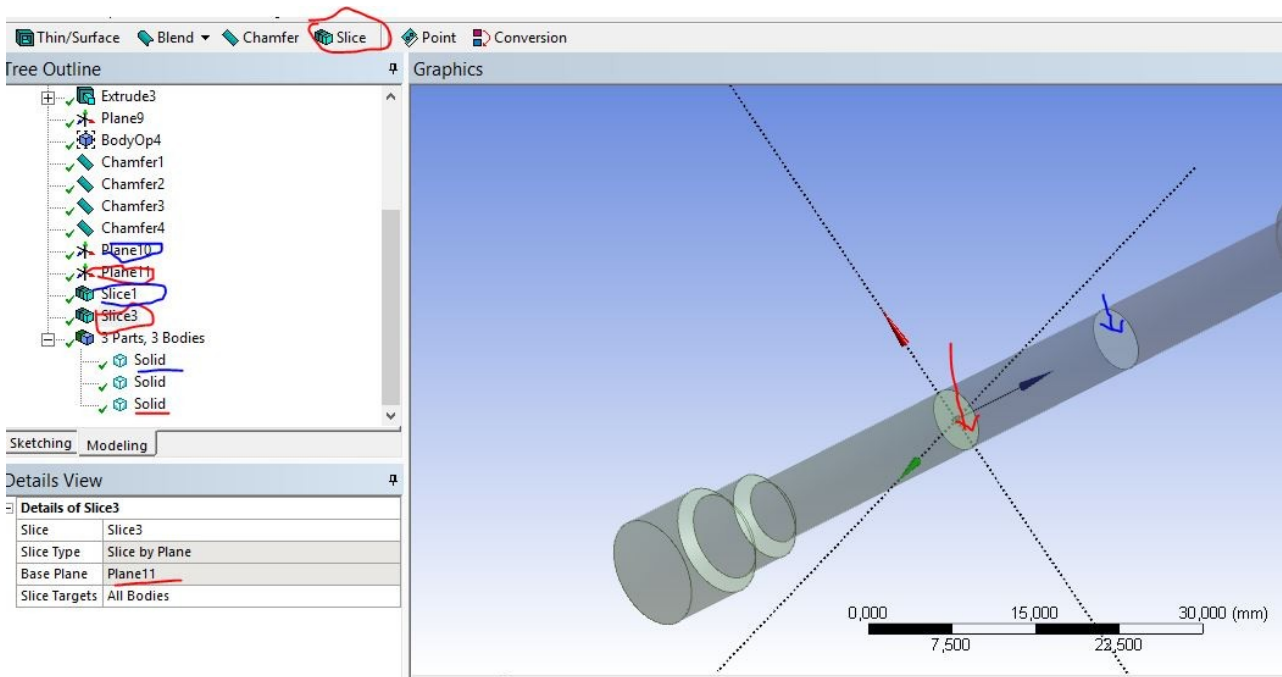 Thin/Surface Blend Chamfer Slice Point Conversion
Tree Outline
Graphics
Extrude3
Plane9
BodyOp4
Chamfer1
Chamfer2
Chamfer3
Chamfer4
Plane10
Plane11
Slice1
Slice3
3 Parts, 3 Bodies
Solid
Solid
Solid
Sketching Modeling
Details View
Details of Slice3
Slice Slice3
Slice Type Slice by Plane
Base Plane Plane11
Slice Targets All Bodies
0,000 15,000 30,000 (mm)
7,500 22,500